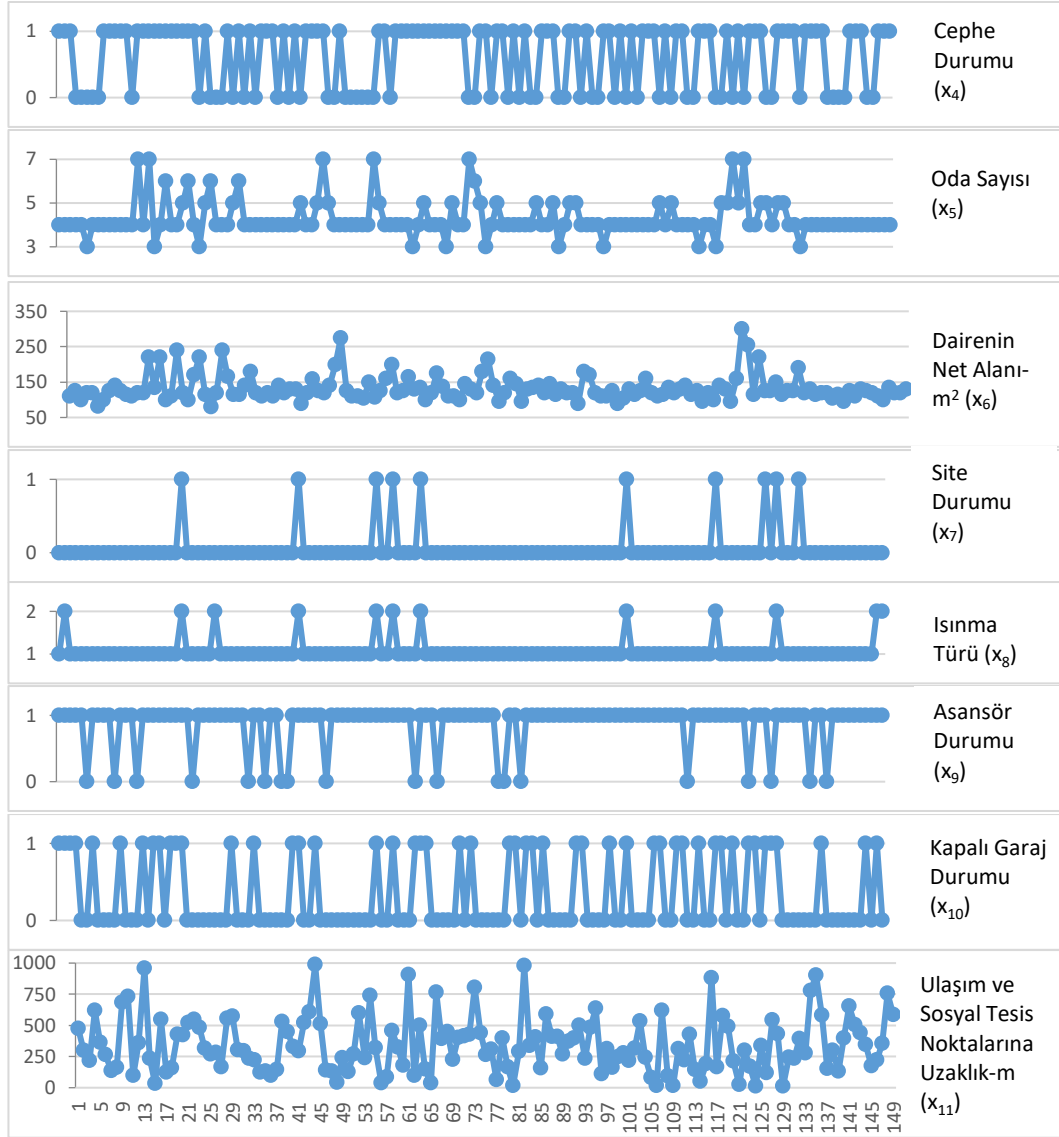 1
0
Cephe
Durumu
(x4)
7
5
3
Oda Sayısı
(x5)
350
250
150
50
Dairenin
Net Alanı-
m² (x6)
1
0
Site
Durumu
(x7)
2
1
Isınma
Türü (x8)
1
0
Asansör
Durumu
(x9)
1
0
Kapalı Garaj
Durumu
(x10)
1000
750
500
250
0
Ulaşım ve
Sosyal Tesis
Noktalarına
Uzaklık-m
(x11)
1 5 9 13 17 21 25 29 33 37 41 45 49 53 57 61 65 69 73 77 81 85 89 93 97 101 105 109 113 117 121 125 129 133 137 141 145 149